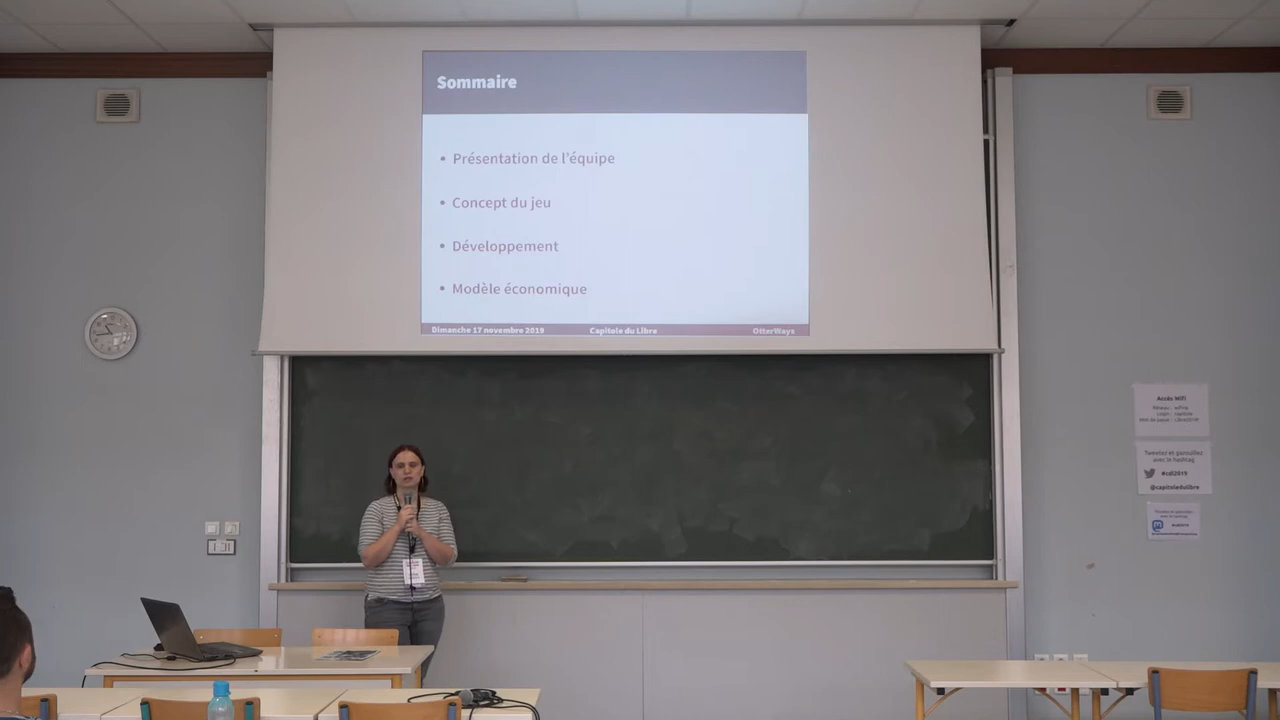 Sommaire
• Présentation de l'équipe
• Concept du jeu
• Développement
• Modèle économique
Dimanche 17 novembre 2019 Capitole du Libre OtterWays
Accès Wifi
Tweetez et gazouillez
avec le hashtag
#cdl2019
@capitoledulibre